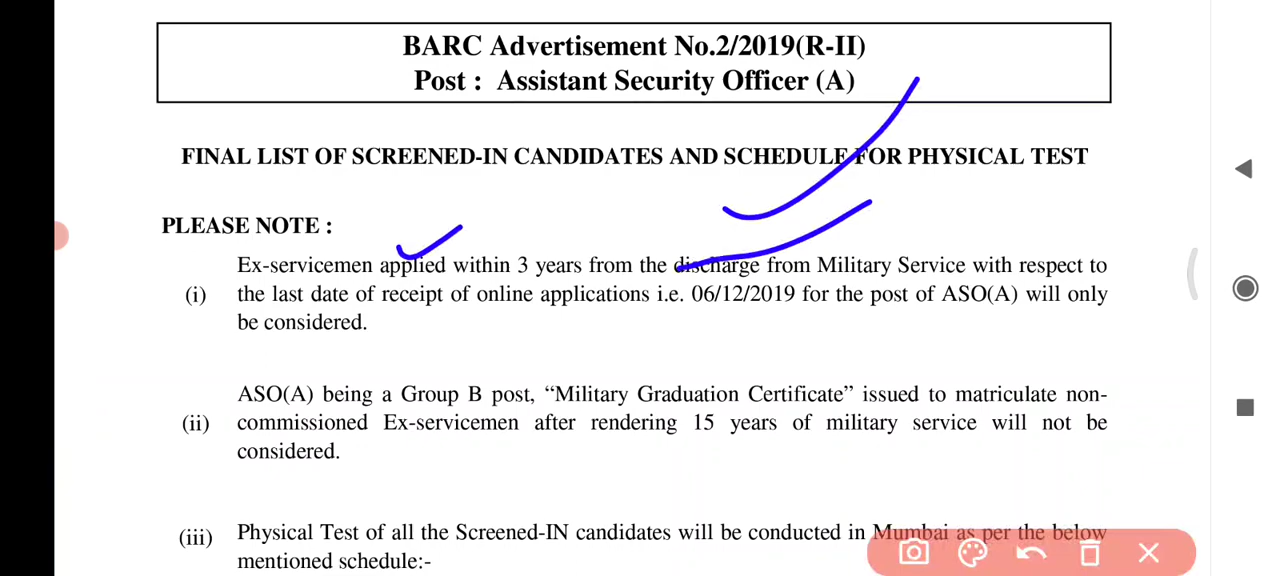 BARC Advertisement No.2/2019(R-II)
Post : Assistant Security Officer (A)
FINAL LIST OF SCREENED-IN CANDIDATES AND SCHEDULE FOR PHYSICAL TEST
PLEASE NOTE :
Ex-servicemen applied within 3 years from the discharge from Military Service with respect to
(i) the last date of receipt of online applications i.e. 06/12/2019 for the post of ASO(A) will only
be considered.
ASO(A) being a Group B post, “Military Graduation Certificate” issued to matriculate non-
(ii) commissioned Ex-servicemen after rendering 15 years of military service will not be
considered.
(iii) Physical Test of all the Screened-IN candidates will be conducted in Mumbai as per the below
mentioned schedule:-